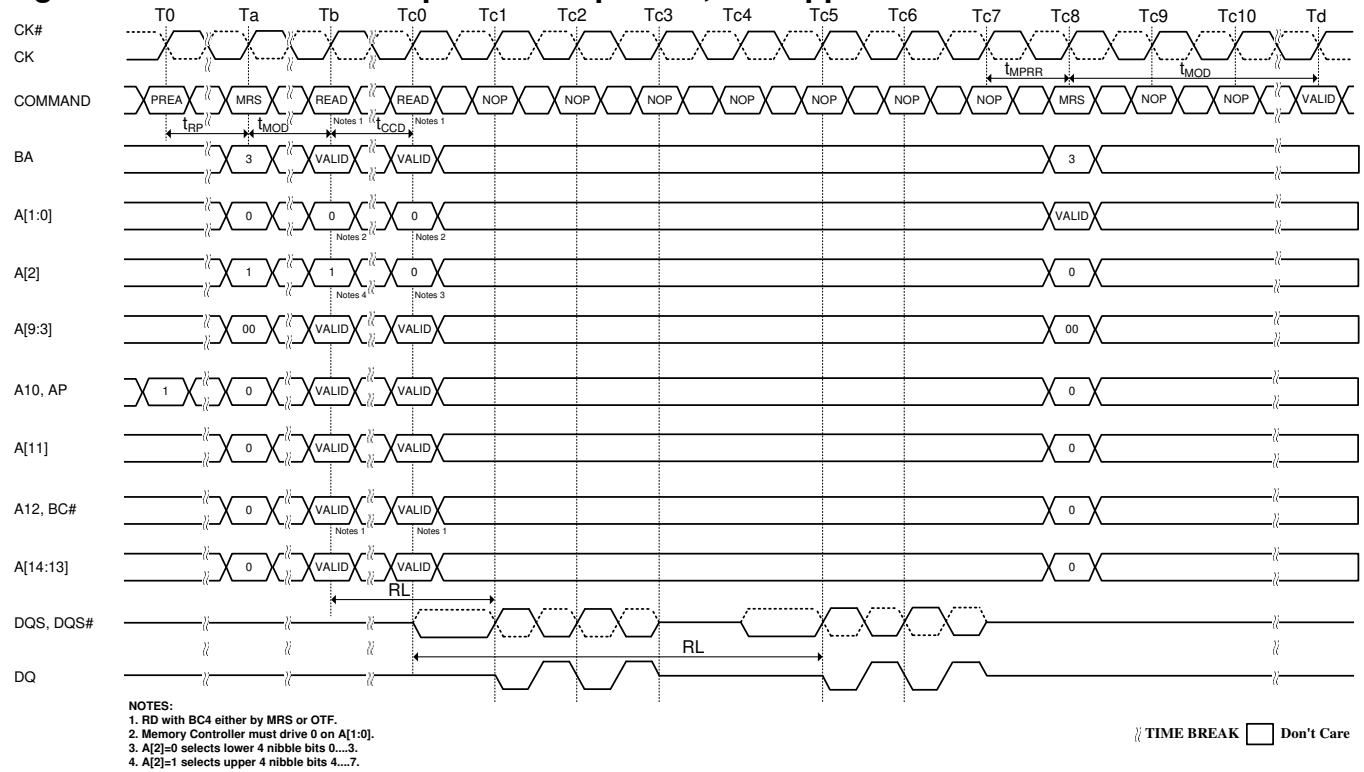 T0 Ta Tb Tc0 Tc1 Tc2 Tc3 Tc4 Tc5 Tc6 Tc7 Tc8 Tc9 Tc10 Td
CK#
CK
tMPRR tMOD
COMMAND PREA MRS READ READ NOP NOP NOP NOP NOP NOP NOP MRS NOP NOP VALID
Notes 1 Notes 1
tRP tMOD tCCD
BA 3 VALID VALID 3
A[1:0] 0 0 0 VALID
Notes 2 Notes 2
A[2] 1 1 0 0
Notes 4 Notes 3
A[9:3] 00 VALID VALID 00
A10, AP 1 0 VALID VALID 0
A[11] 0 VALID VALID 0
A12, BC# 0 VALID VALID 0
Notes 1 Notes 1
A[14:13] 0 VALID VALID 0
RL
DQS, DQS#
RL
DQ
NOTES:
1. RD with BC4 either by MRS or OTF.
2. Memory Controller must drive 0 on A[1:0].
3. A[2]=0 selects lower 4 nibble bits 0....3.
4. A[2]=1 selects upper 4 nibble bits 4....7.
TIME BREAK Don't Care